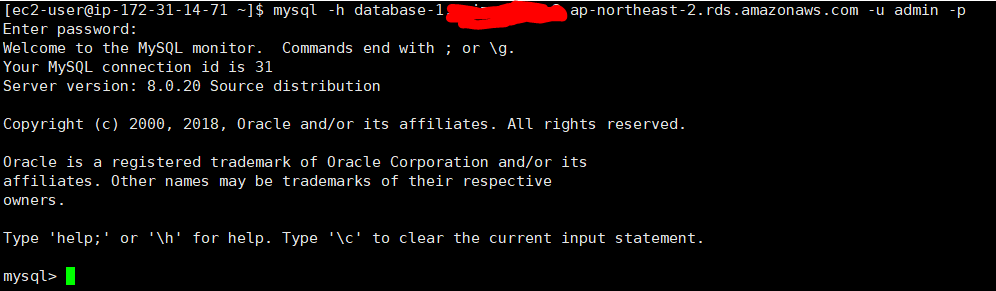 [ec2-user@ip-172-31-14-71 ~]$ mysql -h database-1. ap-northeast-2.rds.amazonaws.com -u admin -p
Enter password:
Welcome to the MySQL monitor.  Commands end with ; or \g.
Your MySQL connection id is 31
Server version: 8.0.20 Source distribution
Copyright (c) 2000, 2018, Oracle and/or its affiliates. All rights reserved.
Oracle is a registered trademark of Oracle Corporation and/or its
affiliates. Other names may be trademarks of their respective
owners.
Type 'help;' or '\h' for help. Type '\c' to clear the current input statement.
mysql>